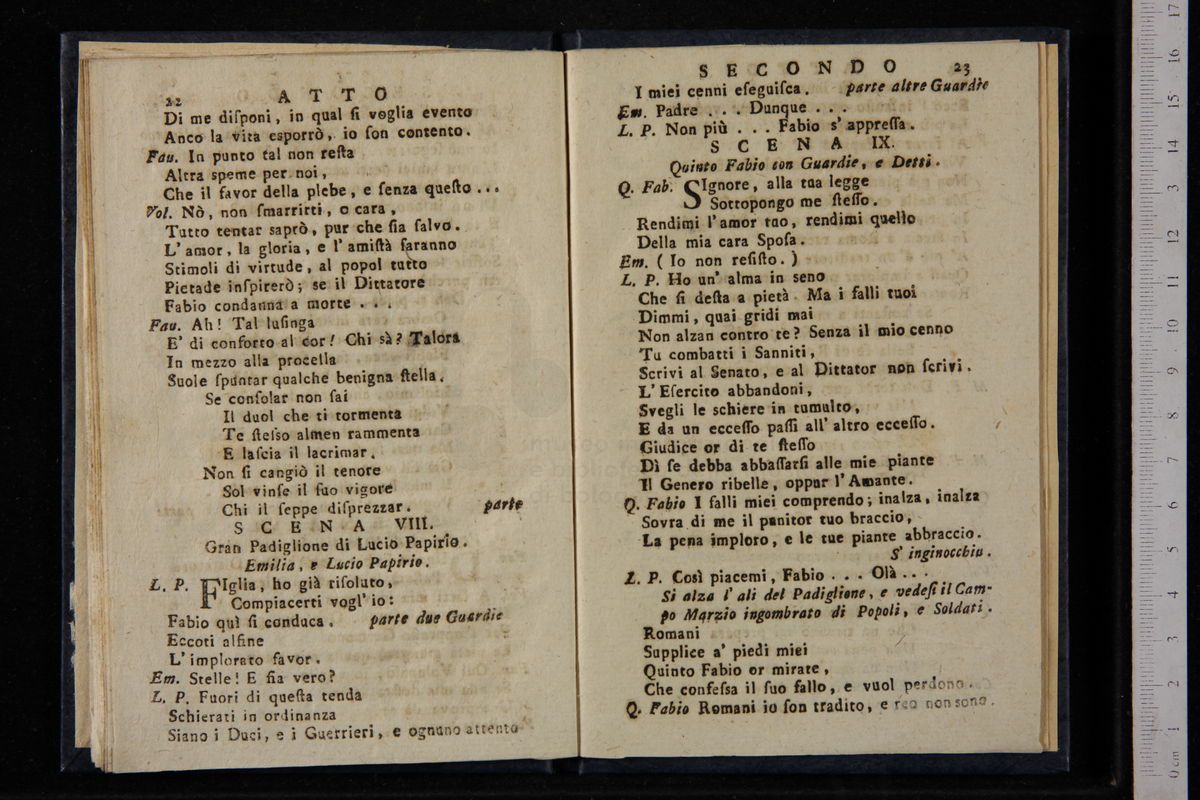 22 A T T O
Di me diſponi, in qual ſi voglia evento
Anco la vita esporrò, io ſon contento.
Fau. In punto tal non reſta
Altra speme per noi,
Che il favor della plebe, e ſenza queſto ...
Vol. Nò, non ſmarrirti, o cara,
Tutto tentar saprò, pur che ſia ſalvo.
L' amor, la gloria, e l' amiſtà ſaranno
Stimoli di virtude, al popol tutto
Pietade inſpirerò; se il Dittatore
Fabio condanna a morte . . .
Fau. Ah! Tal luſinga
E' di conforto al cor! Chi sà? Talora
In mezzo alla procella
Suole ſpuntar qualche benigna ſtella.
Se conſolar non ſai
Il duol che ti tormenta
Te ſteſso almen rammenta
E laſcia il lacrimar.
Non ſi cangiò il tenore
Sol vinſe il ſuo vigore
Chi il ſeppe diſprezzar. parte
S C E N A VIII.
Gran Padiglione di Lucio Papirio.
Emilia, e Lucio Papirio.
L. P. FIglia, ho già riſoluto,
Compiacerti vogl' io:
Fabio quì ſi conduca. parte due Guardie
Eccoti alfine
L' implorato favor.
Em. Stelle! E ſia vero?
L. P. Fuori di queſta tenda
Schierati in ordinanza
Siano i Duci, e i Guerrieri, e ognuno attento
S E C O N D O 23
I miei cenni eſeguiſca. parte altre Guardie
Em. Padre . . . Dunque . . .
L. P. Non più . . . Fabio s' appreſſa.
S C E N A IX.
Quinto Fabio con Guardie, e Detti.
Q. Fab. SIgnore, alla tua legge
Sottopongo me ſteſſo.
Rendimi l' amor tuo, rendimi quello
Della mia cara Spoſa.
Em. ( Io non reſiſto. )
L. P. Ho un' alma in seno
Che ſi deſta a pietà. Ma i falli tuoi
Dimmi, quai gridi mai
Non alzan contro te? Senza il mio cenno
Tu combatti i Sanniti,
Scrivi al Senato, e al Dittator non ſcrivi.
L' Eſercito abbandoni,
Svegli le schiere in tumulto,
E da un ecceſſo paſſi all' altro ecceſſo.
Giudice or di te ſteſſo
Dì ſe debba abbaſſarſi alle mie piante
Il Genero ribelle, oppur l' Amante.
Q. Fabio I falli miei comprendo; inalza, inalza
Sovra di me il punitor tuo braccio,
La pena imploro, e le tue piante abbraccio.
S' inginocchia.
L. P. Così piacemi, Fabio . . . Olà . . .
Si alza l' ali del Padiglione, e vedeſi il Cam-
po Marzio ingombrato di Popoli, e Soldati.
Romani
Supplice a' piedi miei
Quinto Fabio or mirate,
Che confeſsa il ſuo fallo, e vuol perdono.
Q. Fabio Romani io ſon tradito, e reo non sono.